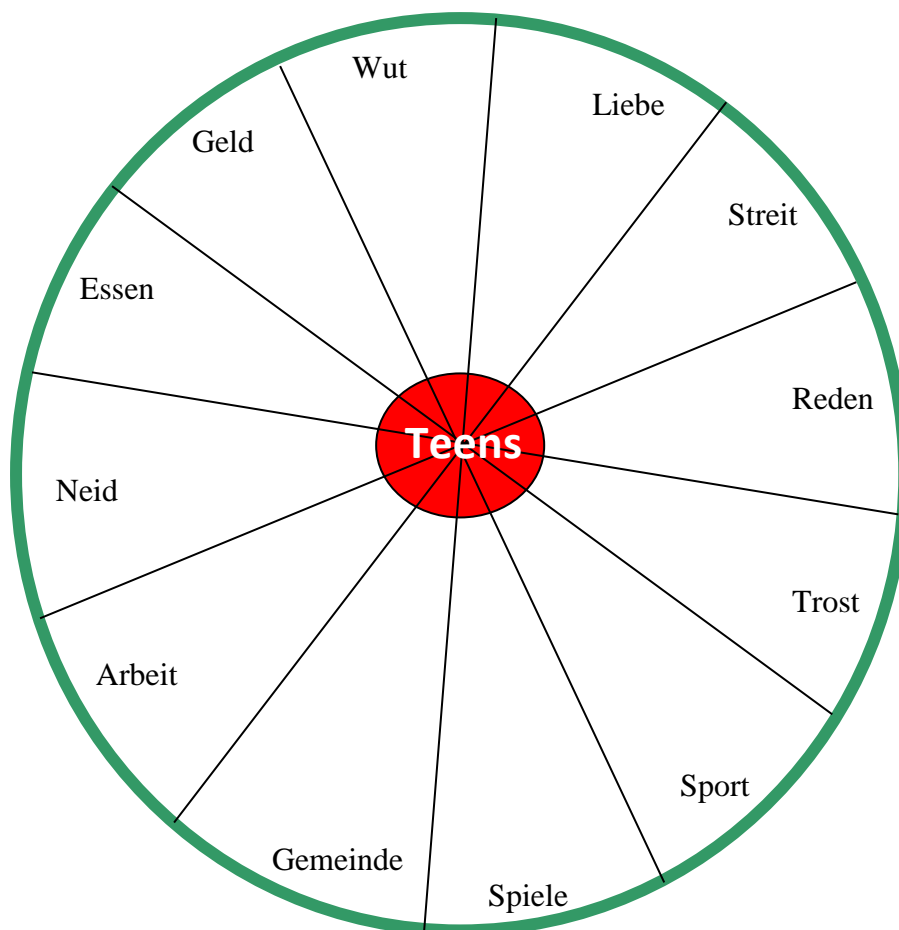 Wut
Liebe
Geld
Streit
Essen
Reden
Teens
Neid
Trost
Arbeit
Sport
Gemeinde
Spiele